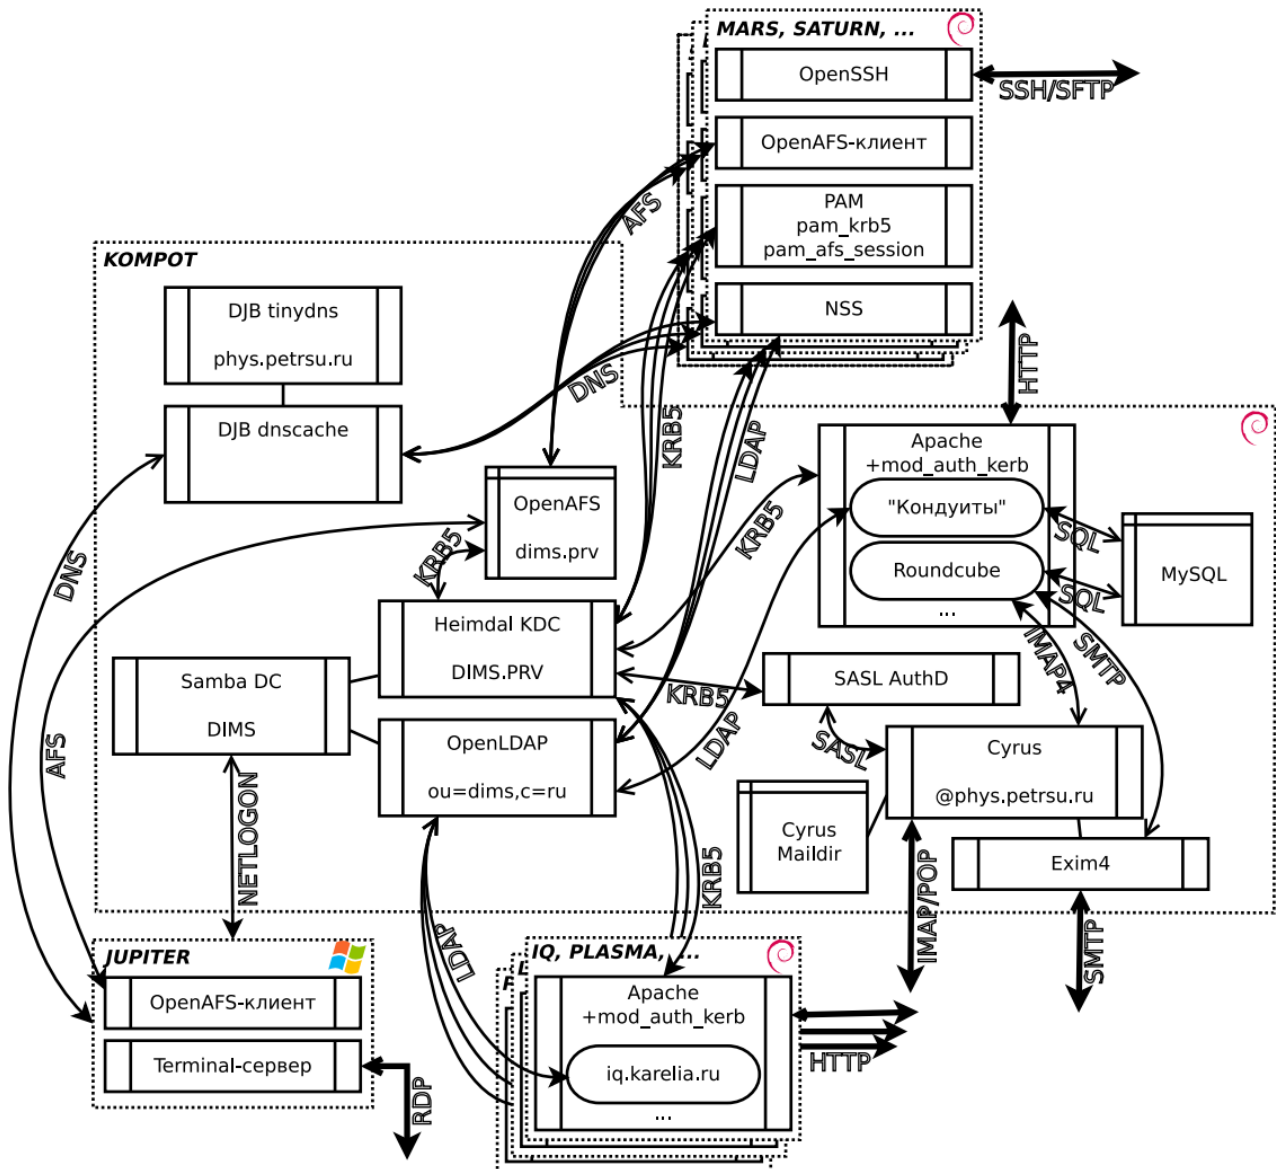 MARS, SATURN, ...
OpenSSH
SSH/SFTP
OpenAFS-клиент
PAM
pam_krb5
pam_afs_session
NSS
AFS
DNS
KRB5
LDAP
HTTP
KOMPOT
DJB tinydns
phys.petrsu.ru
DJB dnscache
OpenAFS
dims.prv
KRB5
Heimdal KDC
DIMS.PRV
Samba DC
DIMS
OpenLDAP
ou=dims,c=ru
Apache
+mod_auth_kerb
"Кондуиты"
Roundcube
...
SQL
SQL
MySQL
KRB5
LDAP
KRB5
SASL AuthD
SASL
IMAP4
SMTP
Cyrus
@phys.petrsu.ru
Cyrus
Maildir
Exim4
IMAP/POP
SMTP
DNS
AFS
NETLOGON
LDAP
KRB5
JUPITER
OpenAFS-клиент
Terminal-сервер
RDP
IQ, PLASMA, ...
Apache
+mod_auth_kerb
iq.karelia.ru
...
HTTP